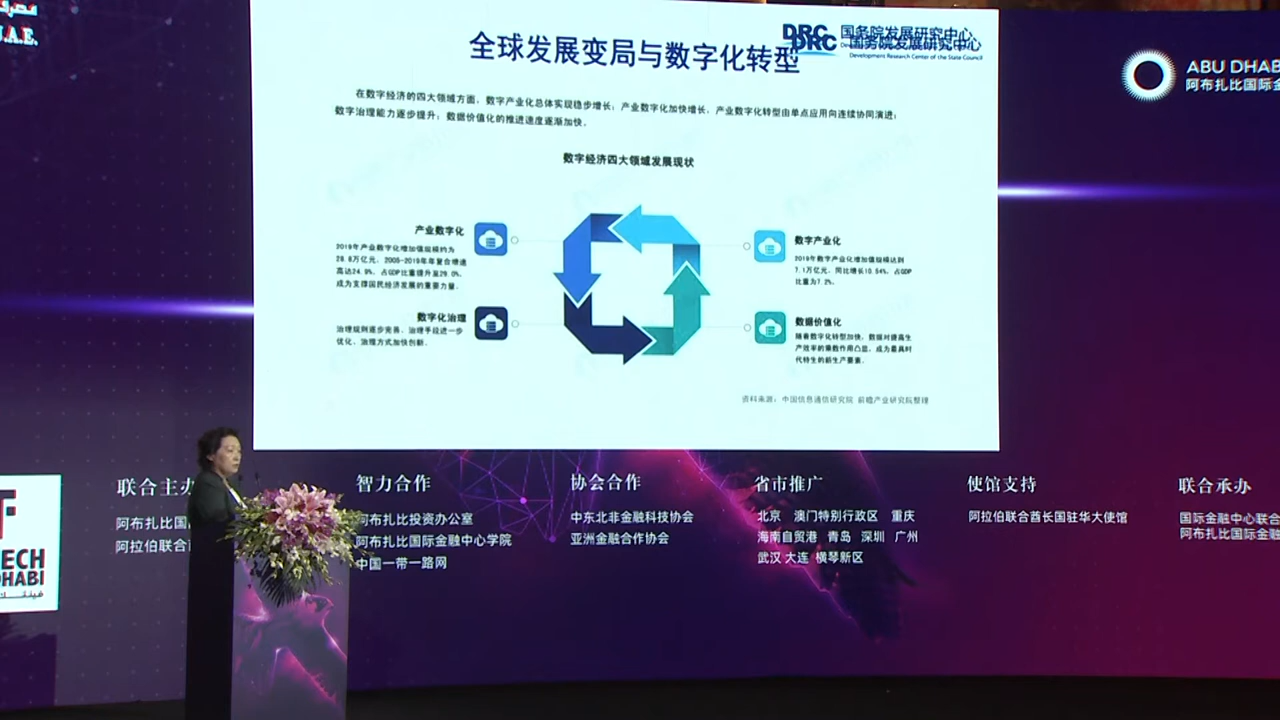 U.A.E.
DRC 国务院发展研究中心
DRC 国务院发展研究中心
Development Research Center of the State Council
全球发展变局与数字化转型
ABU DHAB
阿布扎比国际金
在数字经济的四大领域方面，数字产业化总体实现稳步增长；产业数字化加快增长，产业数字化转型由单点应用向连续协同演进；
数字治理能力逐步提升；数据价值化的推进速度逐渐加快。
数字经济四大领域发展现状
产业数字化
2019年产业数字化增加值规模约为
28.8万亿元，2005-2019年年复合增速
高达24.9%，占GDP比重提升至29.0%，
成为支撑国民经济发展的重要力量。
数字化治理
治理规则逐步完善，治理手段进一步
优化，治理方式加快创新。
数字产业化
2019年数字产业化增加值规模达到
7.1万亿元，同比增长10.54%，占GDP
比重为7.2%。
数据价值化
随着数字化转型加快，数据对提高生
产效率的乘数作用凸显，成为最具时
代特生的新生产要素。
资料来源：中国信息通信研究院 前瞻产业研究院整理
联合主办
阿布扎比国
阿拉伯联合
智力合作
阿布扎比投资办公室
阿布扎比国际金融中心学院
中国一带一路网
协会合作
中东北非金融科技协会
亚洲金融合作协会
省市推广
北京 澳门特别行政区 重庆
海南自贸港 青岛 深圳 广州
武汉 大连 横琴新区
使馆支持
阿拉伯联合酋长国驻华大使馆
联合承办
国际金融中心联合
阿布扎比国际金融
F
TECH
DHABI